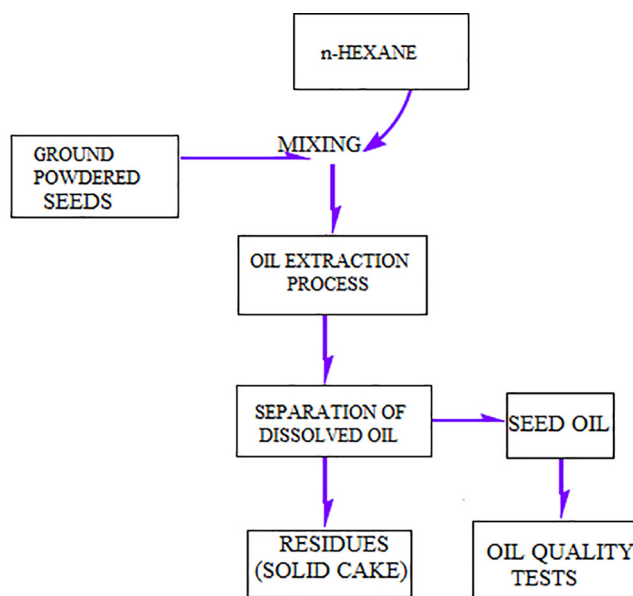 n-HEXANE
MIXING
GROUND
POWDERED
SEEDS
OIL EXTRACTION
PROCESS
SEPARATION OF
DISSOLVED OIL
SEED OIL
RESIDUES
(SOLID CAKE)
OIL QUALITY
TESTS